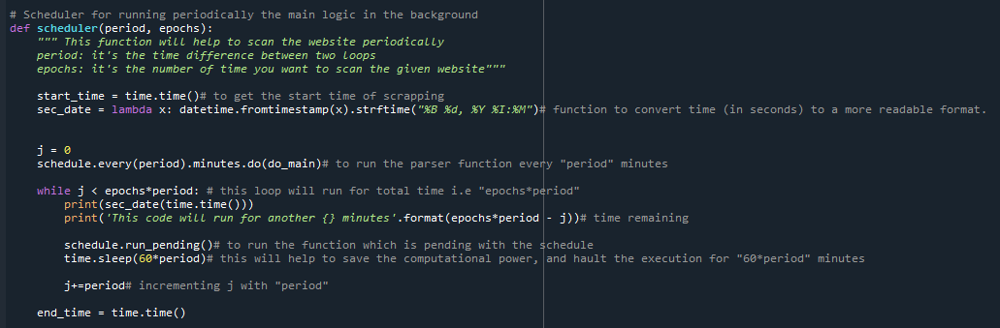 # Scheduler for running periodically the main logic in the background
def scheduler(period, epochs):
    """ This function will help to scan the website periodically
    period: it's the time difference between two loops
    epochs: it's the number of time you want to scan the given website"""

    start_time = time.time()# to get the start time of scrapping
    sec_date = lambda x: datetime.fromtimestamp(x).strftime("%B %d, %Y %I:%M")# function to convert time (in seconds) to a more readable format.

    j = 0
    schedule.every(period).minutes.do(do_main)# to run the parser function every "period" minutes

    while j < epochs*period: # this loop will run for total time i.e "epochs*period"
        print(sec_date(time.time()))
        print('This code will run for another {} minutes'.format(epochs*period - j))# time remaining

        schedule.run_pending()# to run the function which is pending with the schedule
        time.sleep(60*period)# this will help to save the computational power, and hault the execution for "60*period" minutes

        j+=period# incrementing j with "period"

    end_time = time.time()